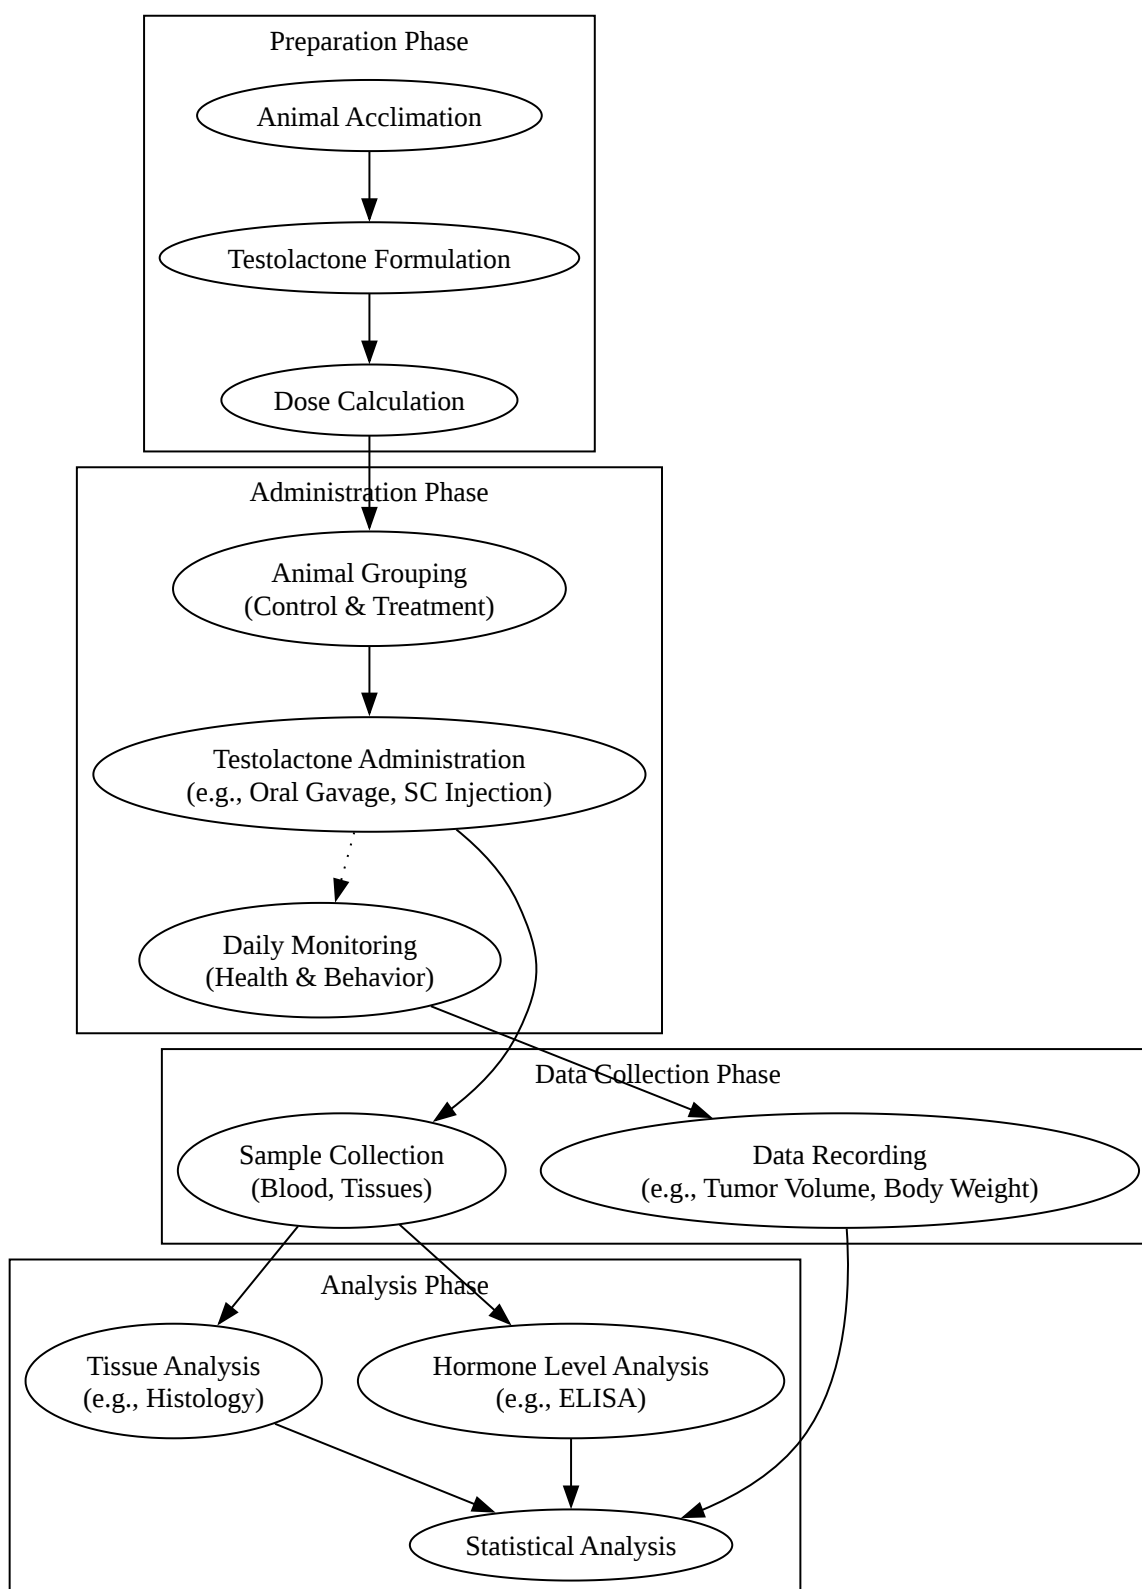 Preparation Phase
Animal Acclimation
Testolactone Formulation
Dose Calculation
Administration Phase
Animal Grouping
(Control & Treatment)
Testolactone Administration
(e.g., Oral Gavage, SC Injection)
Daily Monitoring
(Health & Behavior)
Data Collection Phase
Sample Collection
(Blood, Tissues)
Data Recording
(e.g., Tumor Volume, Body Weight)
Analysis Phase
Tissue Analysis
(e.g., Histology)
Hormone Level Analysis
(e.g., ELISA)
Statistical Analysis